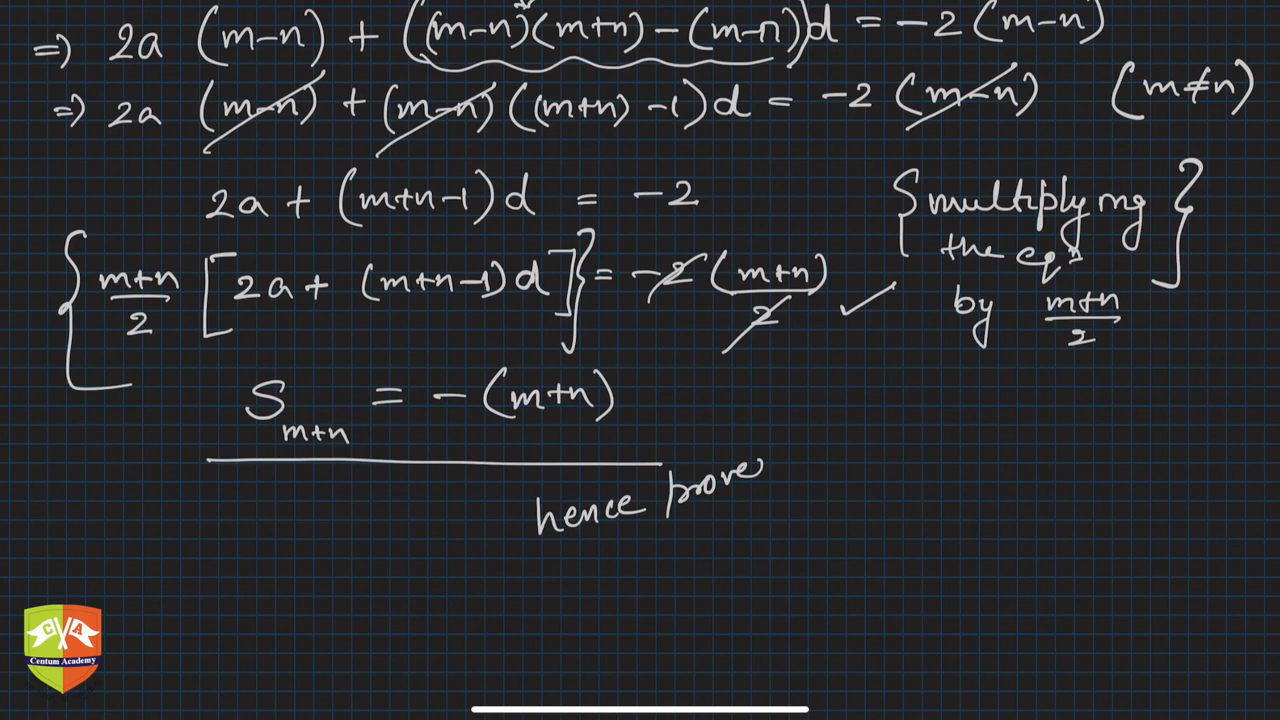 ⇒ 2a (m-n) + ((m-n)(m+n) - (m-n))d = -2 (m-n)
⇒ 2a (m-n) + (m-n)((m+n) -1)d = -2 (m-n) (m≠n)
2a + (m+n-1)d = -2
{multiplying the eqn by m+n/2}
{m+n/2 [2a + (m+n-1)d]} = -2 (m+n)/2 ✓
S m+n = - (m+n)
hence prove
C A
Centum Academy